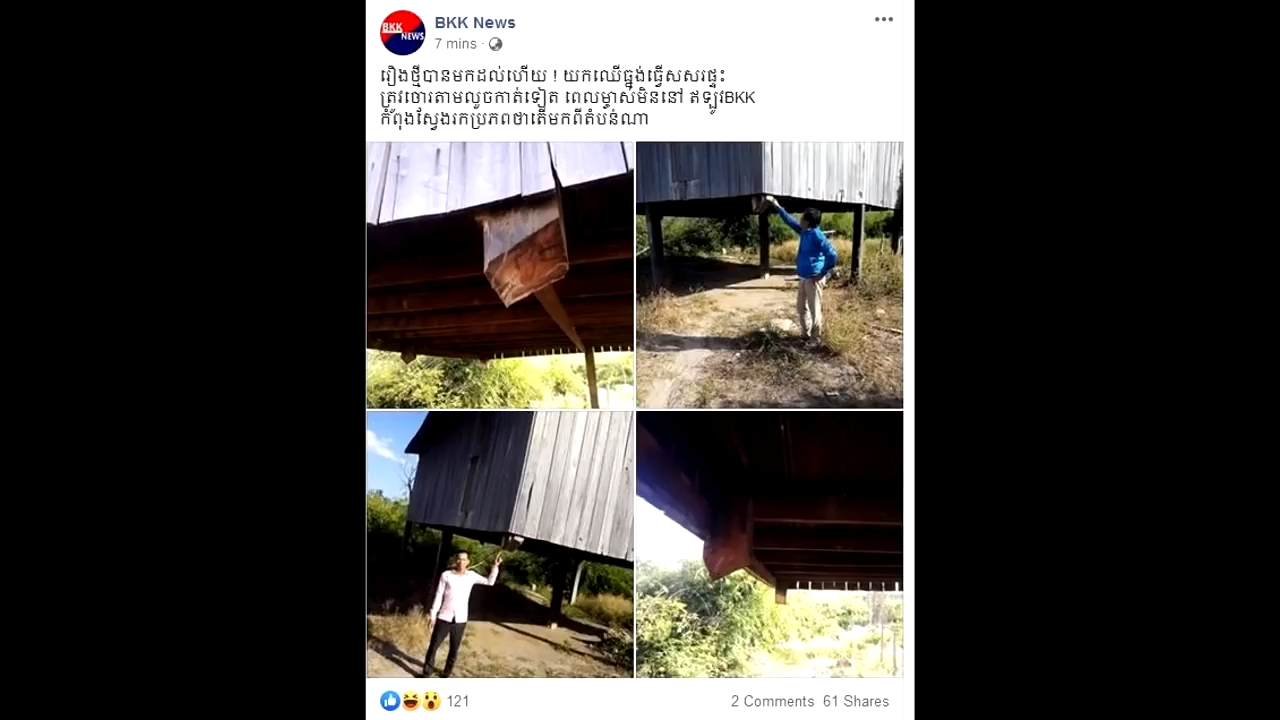 BKK News
7 mins ·
រឿងថ្មីបានមកដល់ហើយ ! យកឈើធ្នង់ធ្វើសសរផ្ទះ
ត្រូវចោរតាមលួចកាត់ទៀត ពេលម្ចាស់មិននៅ ឥឡូវBKK
កំពុងស្វែងរកប្រភពថាតើមកពីតំបន់ណា
BKK
NEWS
121
2 Comments 61 Shares